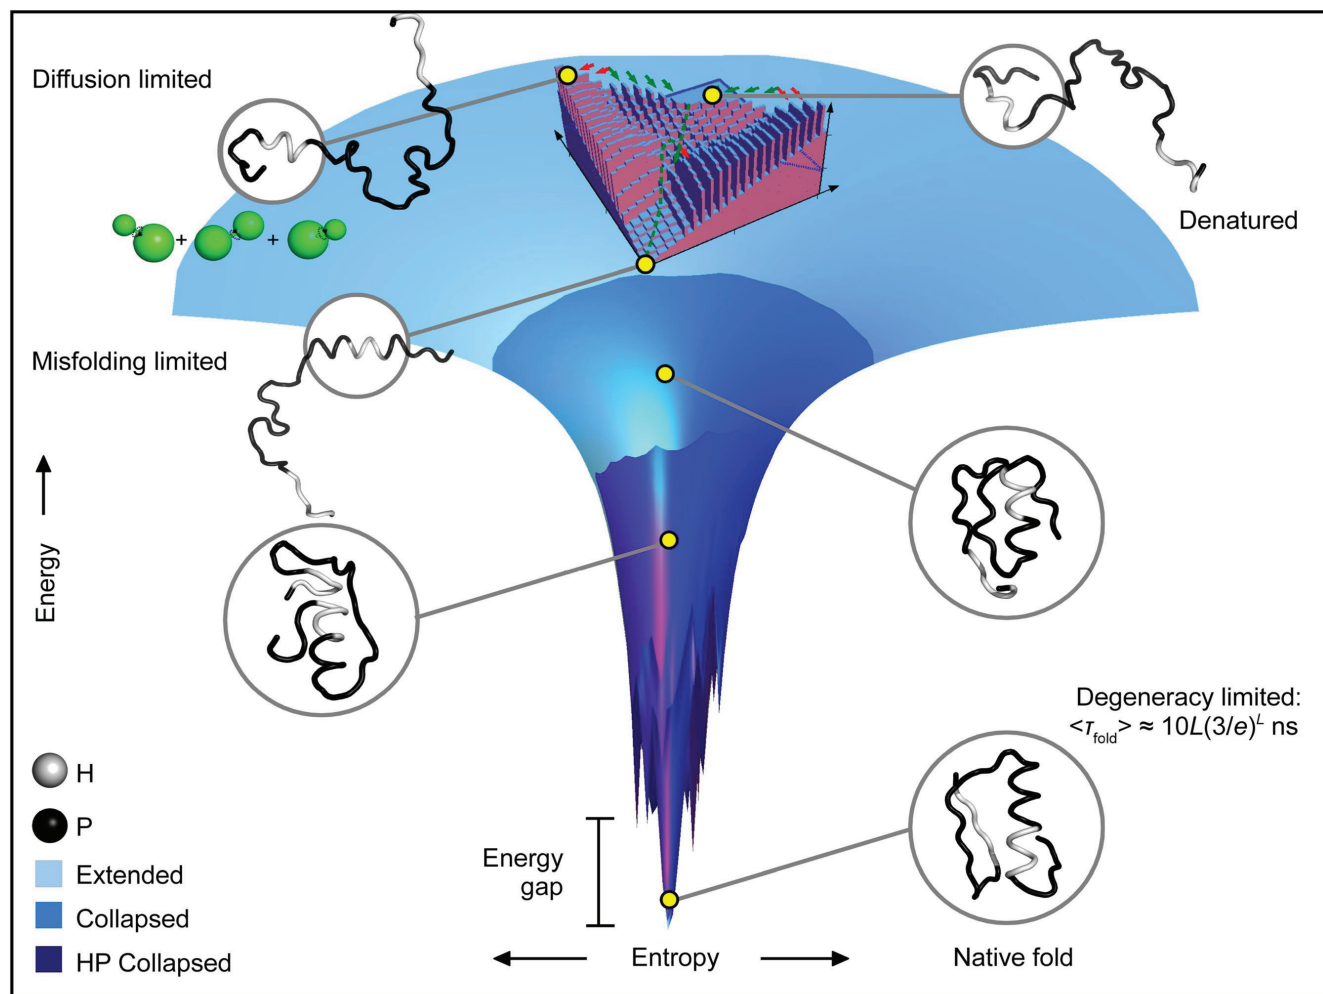 Diffusion limited
Denatured
+ +
Misfolding limited
Energy
Degeneracy limited:
<τfold> ≈ 10L(3/e)^L ns
H
P
Extended
Collapsed
HP Collapsed
Energy
gap
Entropy
Native fold